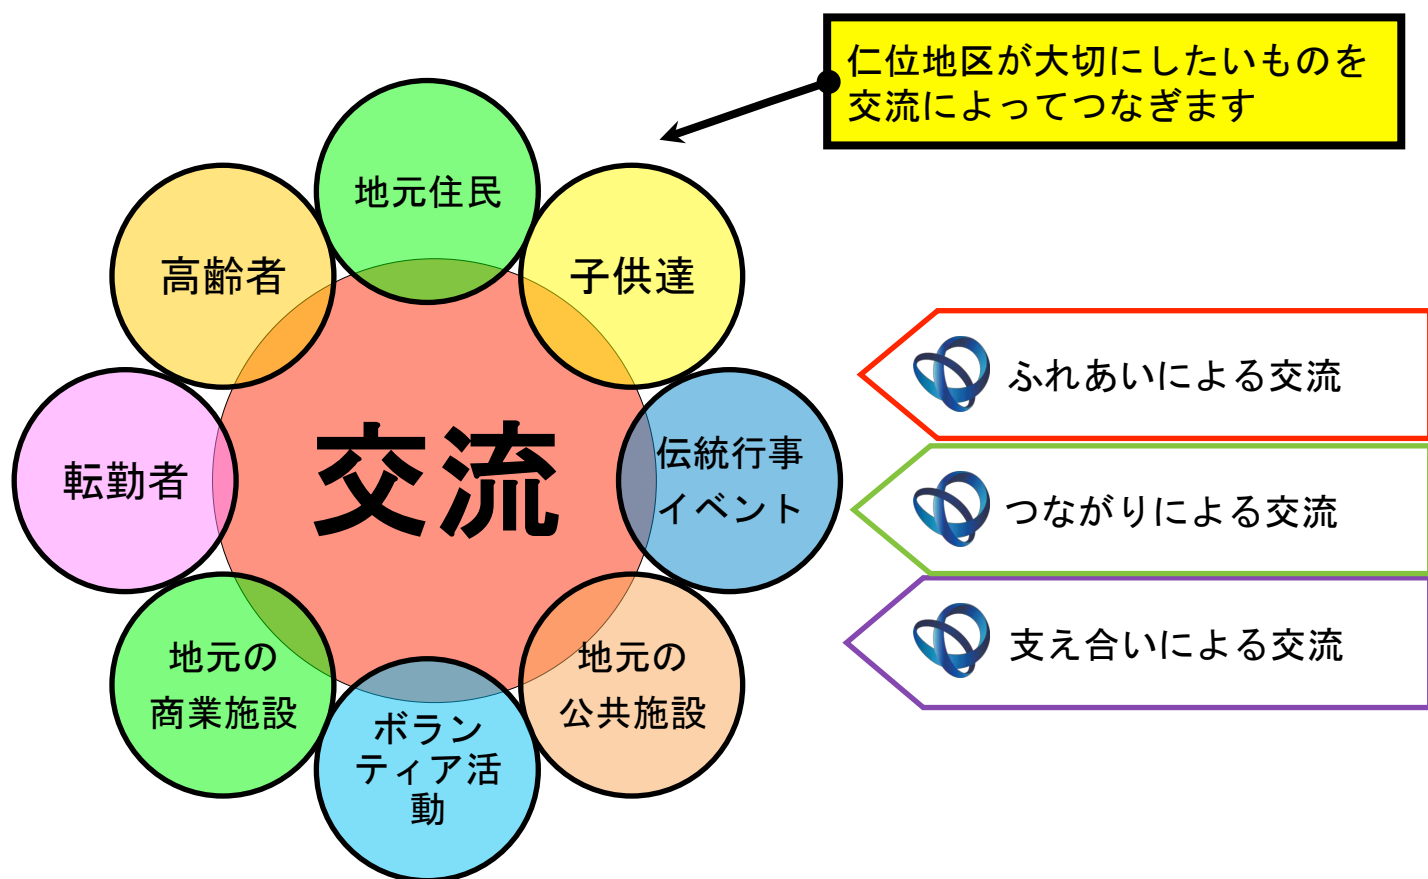 仁位地区が大切にしたいものを
交流によってつなぎます
地元住民
高齢者
子供達
転勤者
交流
伝統行事
イベント
地元の
商業施設
地元の
公共施設
ボラン
ティア活
動
ふれあいによる交流
つながりによる交流
支え合いによる交流